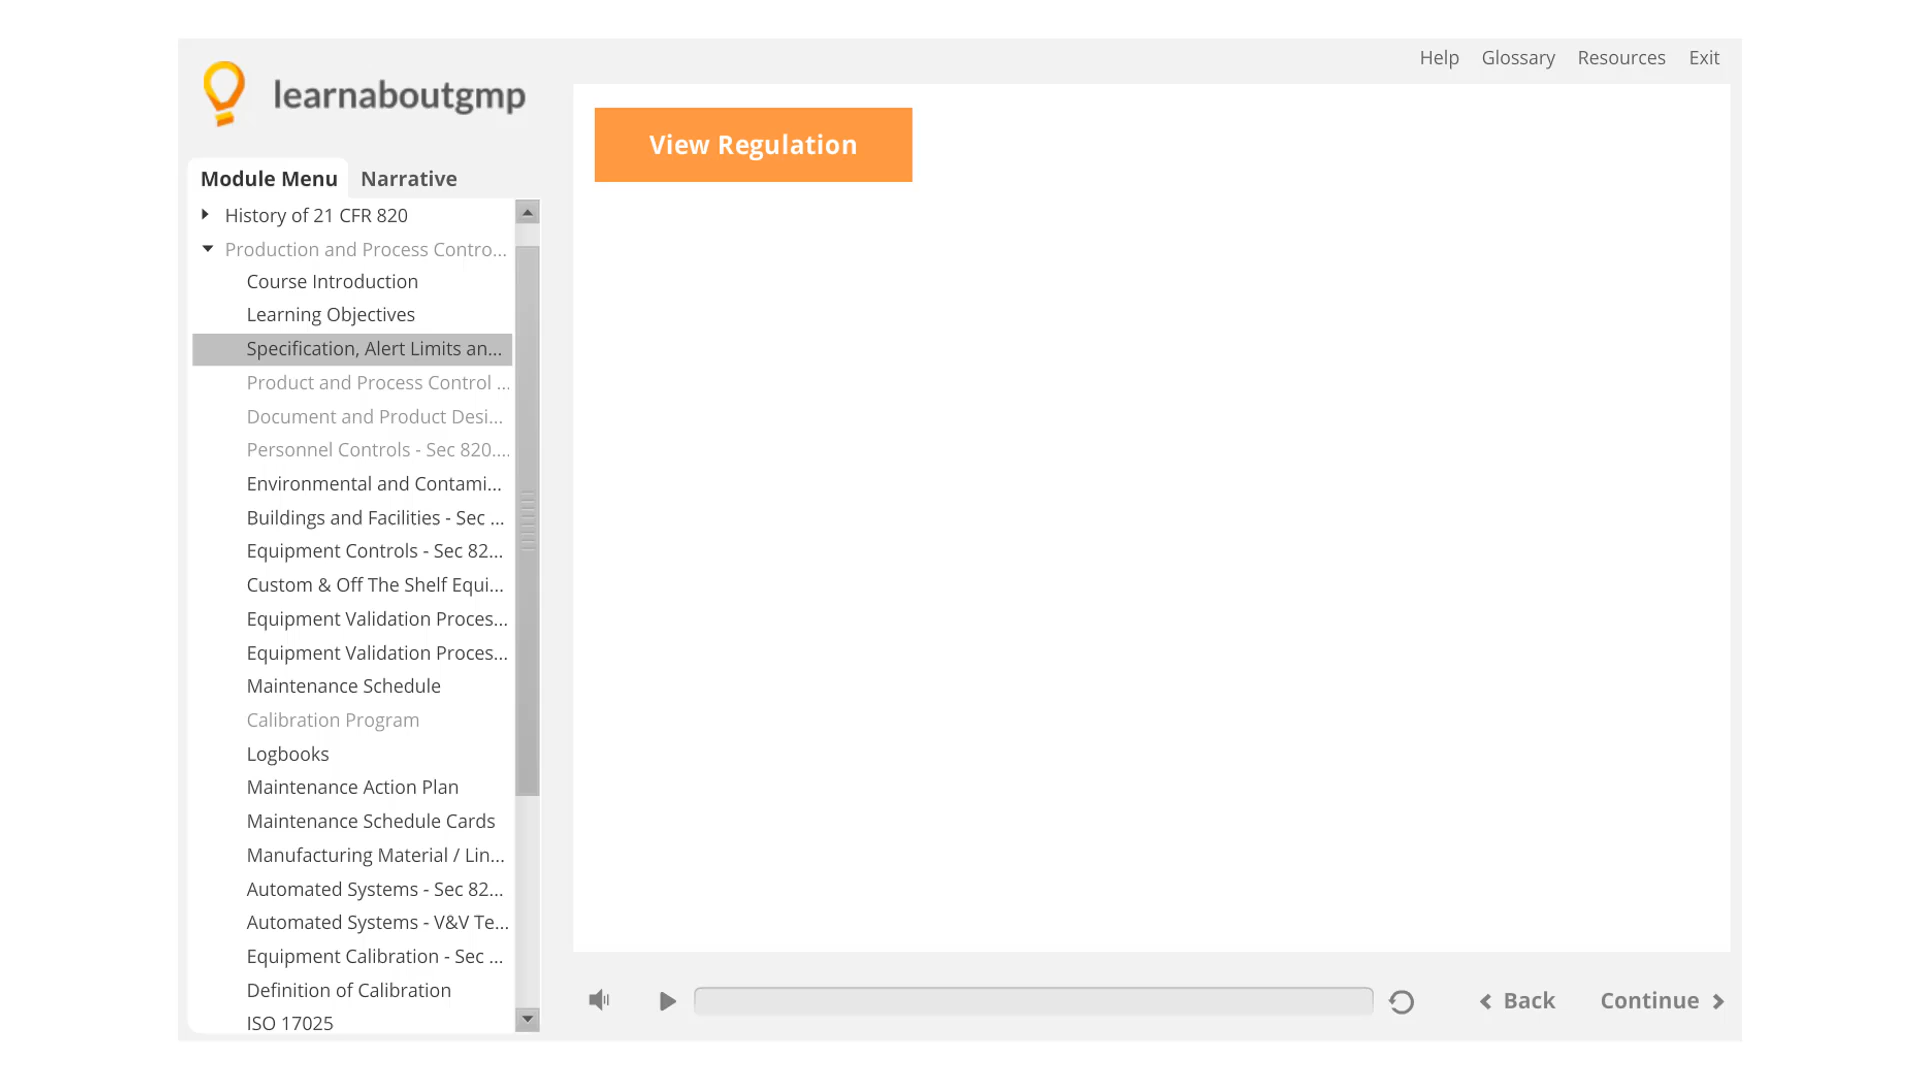 Help Glossary Resources Exit
learnaboutgmp
View Regulation
Module Menu Narrative
History of 21 CFR 820
Production and Process Contro...
Course Introduction
Learning Objectives
Specification, Alert Limits an...
Product and Process Control ...
Document and Product Desi...
Personnel Controls - Sec 820....
Environmental and Contami...
Buildings and Facilities - Sec ...
Equipment Controls - Sec 82...
Custom & Off The Shelf Equi...
Equipment Validation Proces...
Equipment Validation Proces...
Maintenance Schedule
Calibration Program
Logbooks
Maintenance Action Plan
Maintenance Schedule Cards
Manufacturing Material / Lin...
Automated Systems - Sec 82...
Automated Systems - V&V Te...
Equipment Calibration - Sec ...
Definition of Calibration
ISO 17025
Back Continue